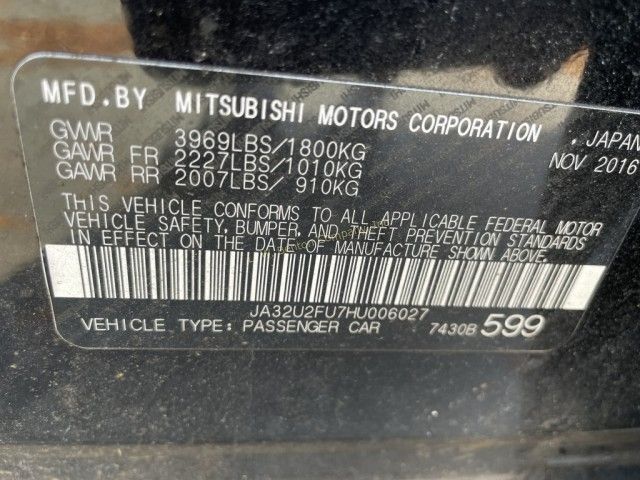 MFD.BY MITSUBISHI MOTORS CORPORATION , JAPAN
GVWR 3969LBS/1800KG NOV 2016
GAWR FR 2227LBS/1010KG
GAWR RR 2007LBS/ 910KG
THIS VEHICLE CONFORMS TO ALL APPLICABLE FEDERAL MOTOR
VEHICLE SAFETY, BUMPER, AND THEFT PREVENTION STANDARDS
IN EFFECT ON THE DATE OF MANUFACTURE SHOWN ABOVE.
JA32U2FU7HU006027
VEHICLE TYPE: PASSENGER CAR 7430B 599